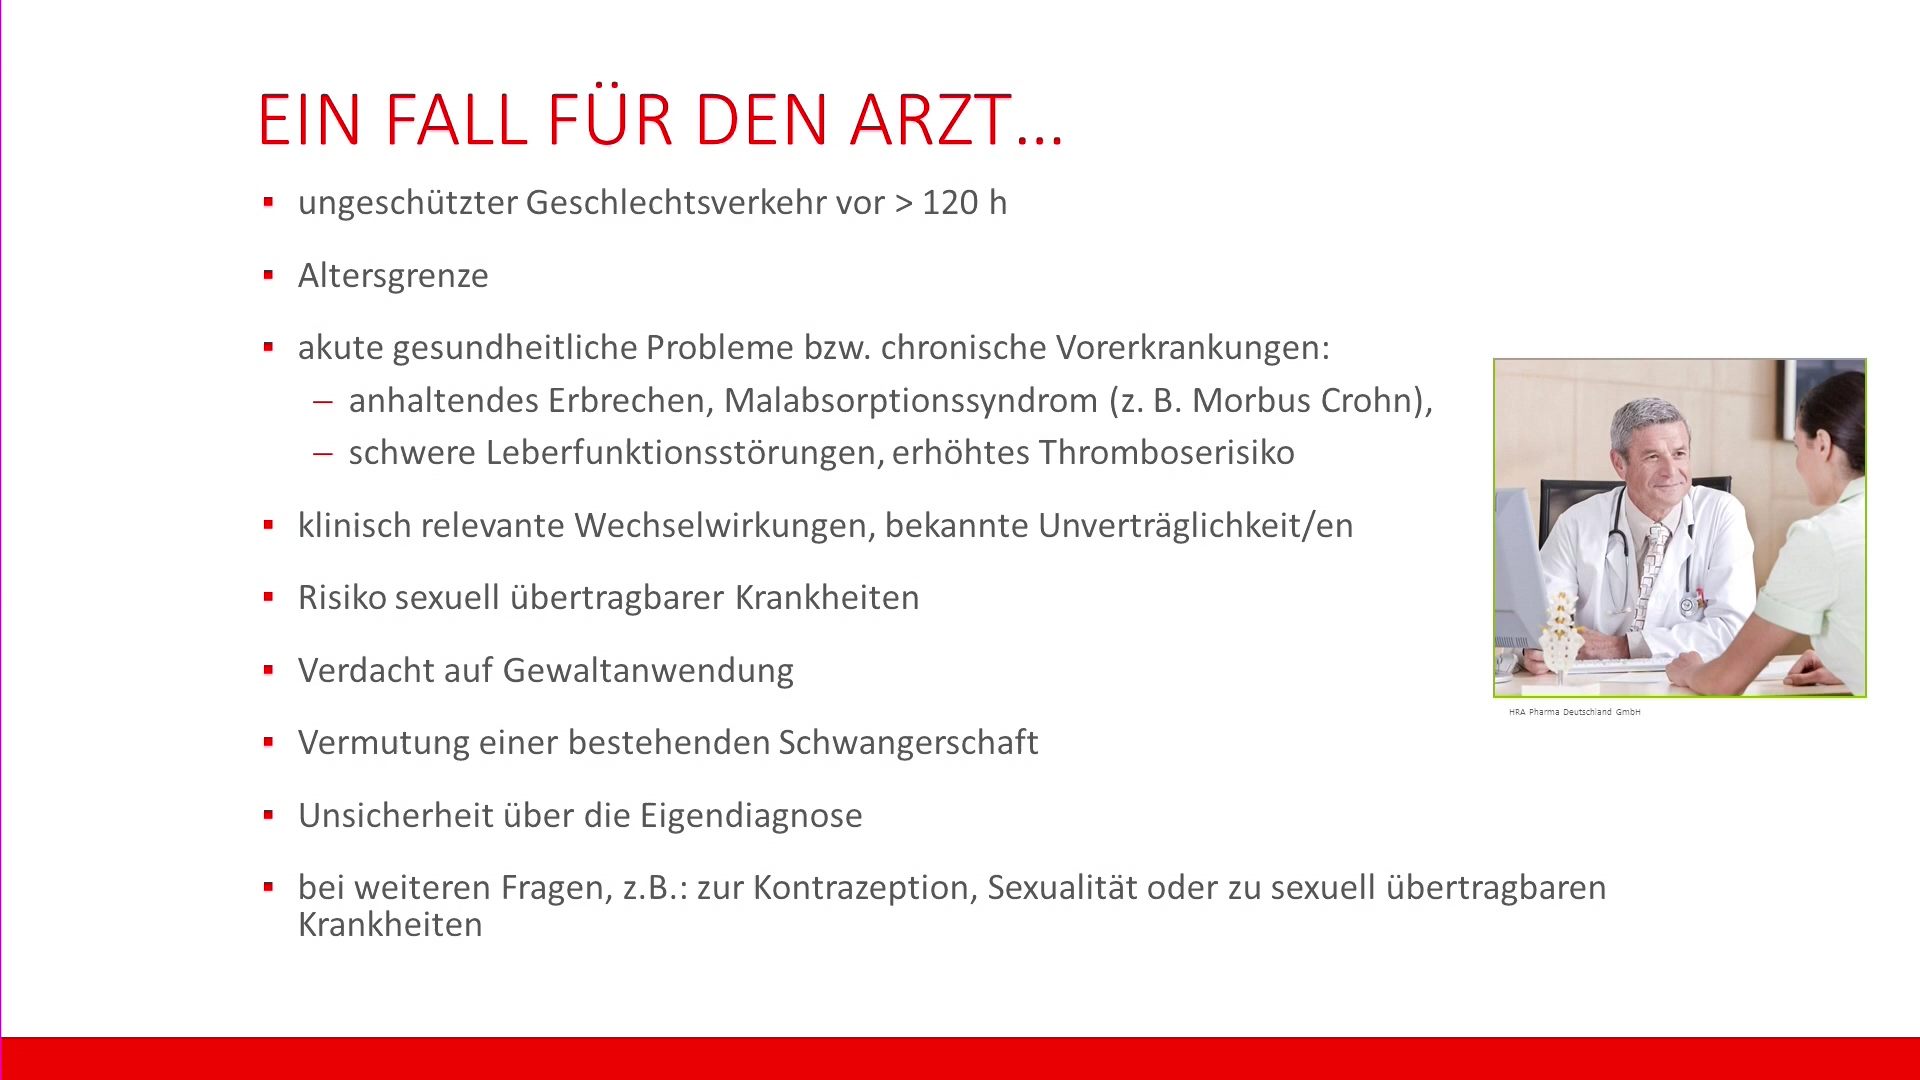 EIN FALL FÜR DEN ARZT...
▪ ungeschützter Geschlechtsverkehr vor > 120 h
▪ Altersgrenze
▪ akute gesundheitliche Probleme bzw. chronische Vorerkrankungen:
– anhaltendes Erbrechen, Malabsorptionssyndrom (z. B. Morbus Crohn),
– schwere Leberfunktionsstörungen, erhöhtes Thromboserisiko
▪ klinisch relevante Wechselwirkungen, bekannte Unverträglichkeit/en
▪ Risiko sexuell übertragbarer Krankheiten
▪ Verdacht auf Gewaltanwendung
▪ Vermutung einer bestehenden Schwangerschaft
▪ Unsicherheit über die Eigendiagnose
▪ bei weiteren Fragen, z.B.: zur Kontrazeption, Sexualität oder zu sexuell übertragbaren
Krankheiten
HRA Pharma Deutschland GmbH